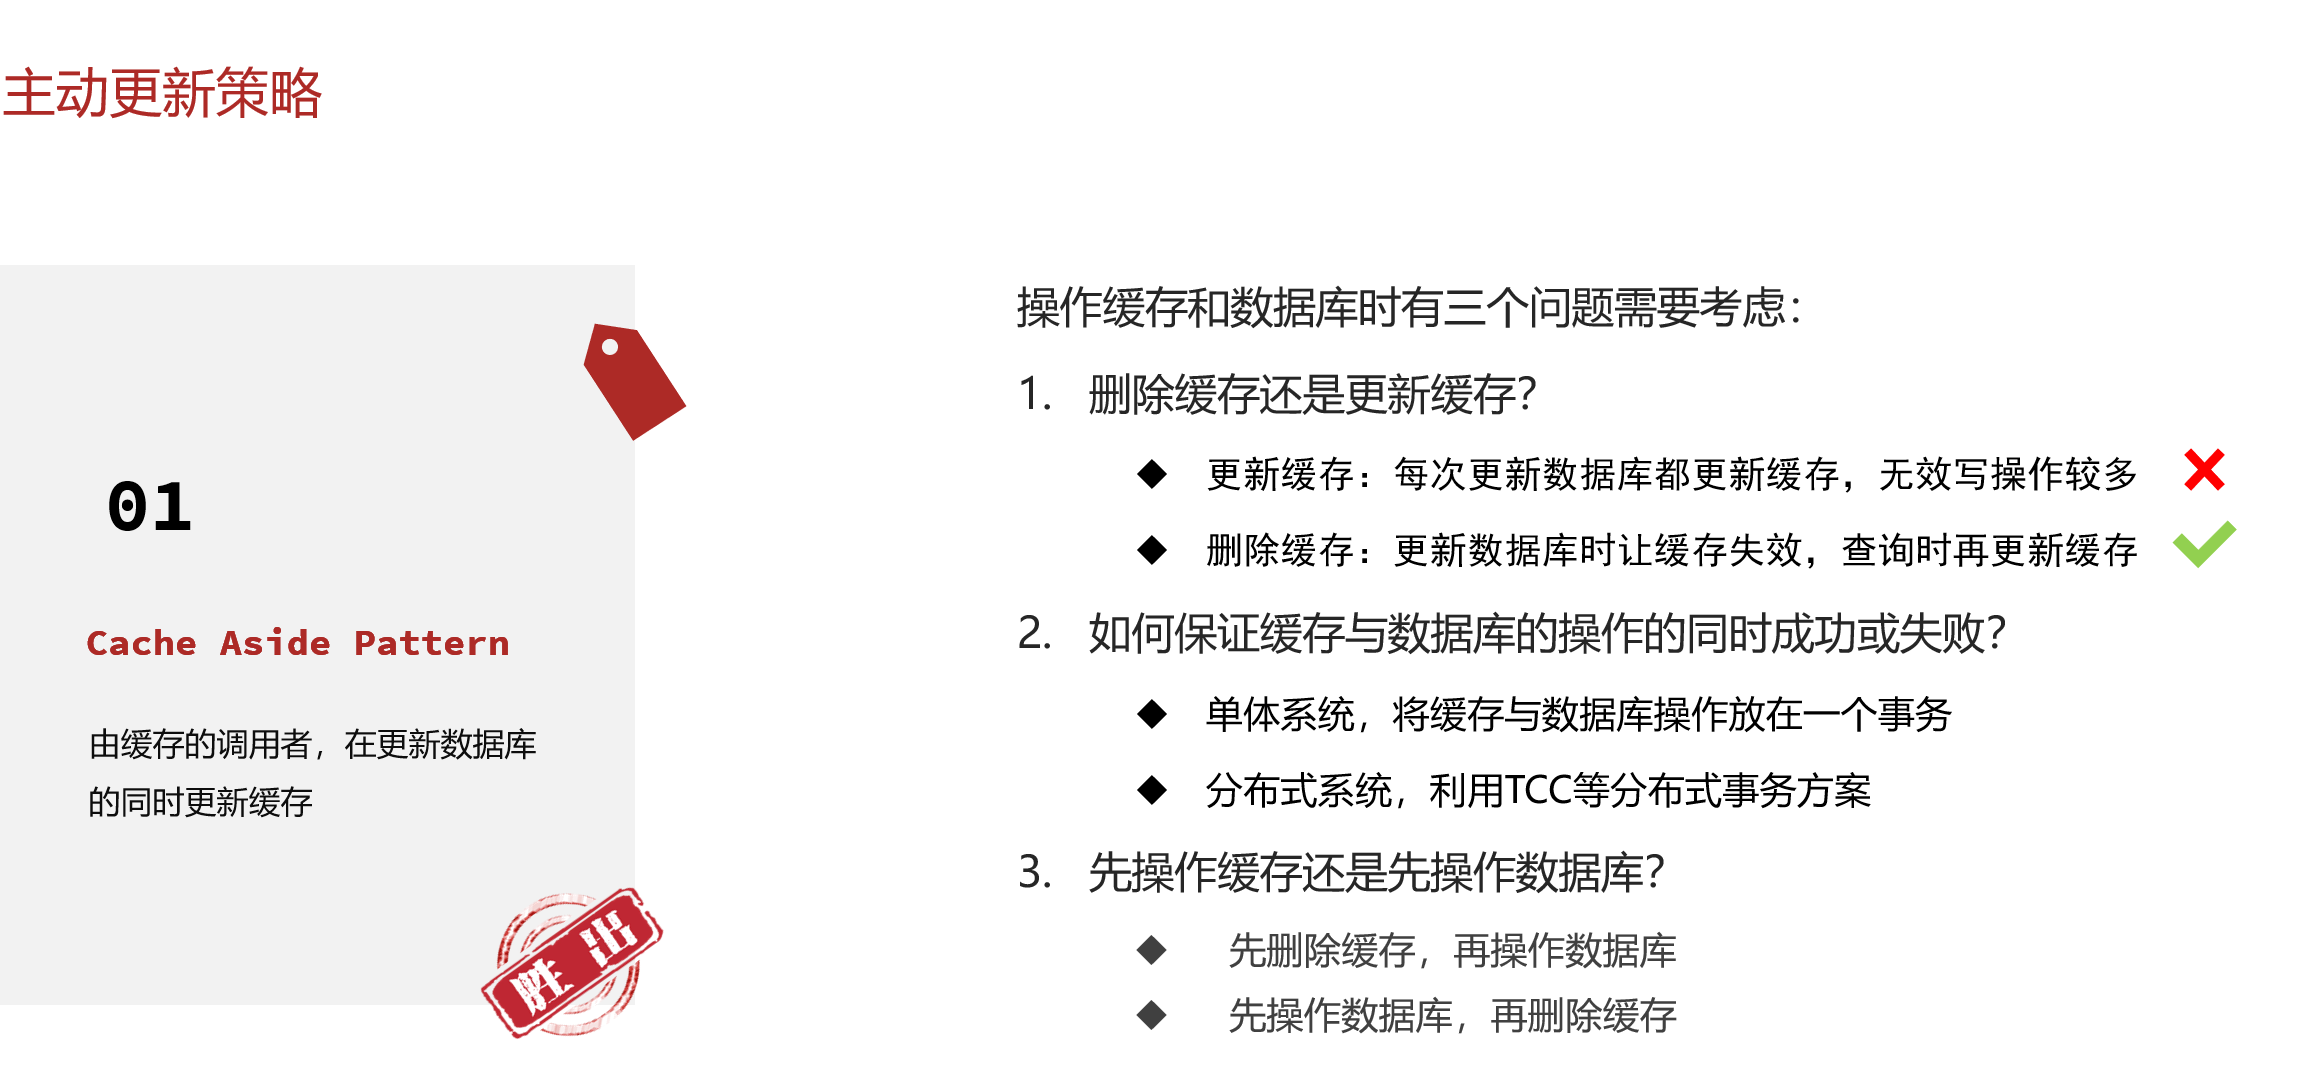 主动更新策略
01
Cache Aside Pattern
由缓存的调用者，在更新数据库
的同时更新缓存
胜出
操作缓存和数据库时有三个问题需要考虑：
1. 删除缓存还是更新缓存？
◆ 更新缓存：每次更新数据库都更新缓存，无效写操作较多
◆ 删除缓存：更新数据库时让缓存失效，查询时再更新缓存
2. 如何保证缓存与数据库的操作的同时成功或失败？
◆ 单体系统，将缓存与数据库操作放在一个事务
◆ 分布式系统，利用TCC等分布式事务方案
3. 先操作缓存还是先操作数据库？
◆ 先删除缓存，再操作数据库
◆ 先操作数据库，再删除缓存